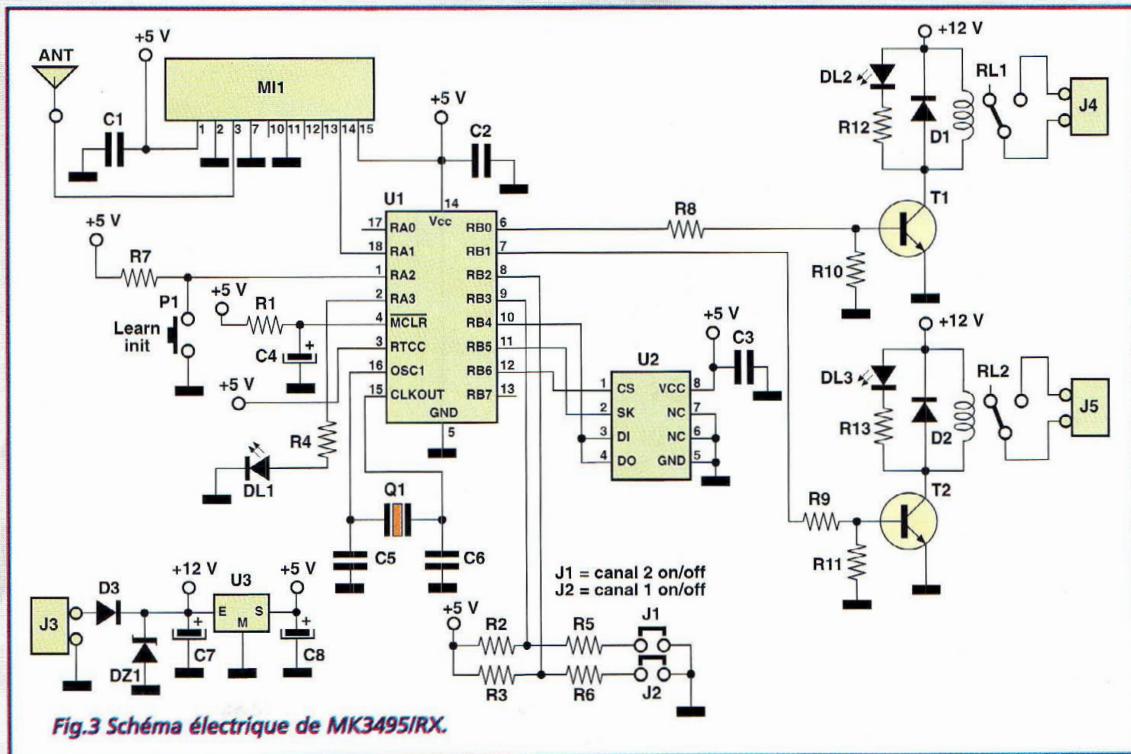 ANT
+5 V
MI1
1 2 3 7 10 11 12 13 14 15
C1
+5 V
C2
U1
14
Vcc
17 RA0 RB0 6
18 RA1 RB1 7
1 RA2 RB2 8
2 RA3 RB3 9
4 MCLR RB4 10
3 RTCC RB5 11
16 OSC1 RB6 12
15 CLKOUT RB7 13
GND
5
+5 V
R7
P1
Learn
init
+5 V
R1
C4
+
+5 V
R4
DL1
Q1
C5
C6
R8
+12 V
DL2
R12
D1
RL1
J4
T1
R10
+5 V
C3
U2
1 CS VCC 8
2 SK NC 7
3 DI NC 6
4 DO GND 5
+12 V
DL3
R13
D2
RL2
J5
T2
R9
R11
J3
D3
DZ1
+12 V
+
C7
U3
E S
M
+5 V
+
C8
J1 = canal 2 on/off
J2 = canal 1 on/off
+5 V
R2
R5
J1
R3
R6
J2
Fig.3 Schéma électrique de MK3495/RX.